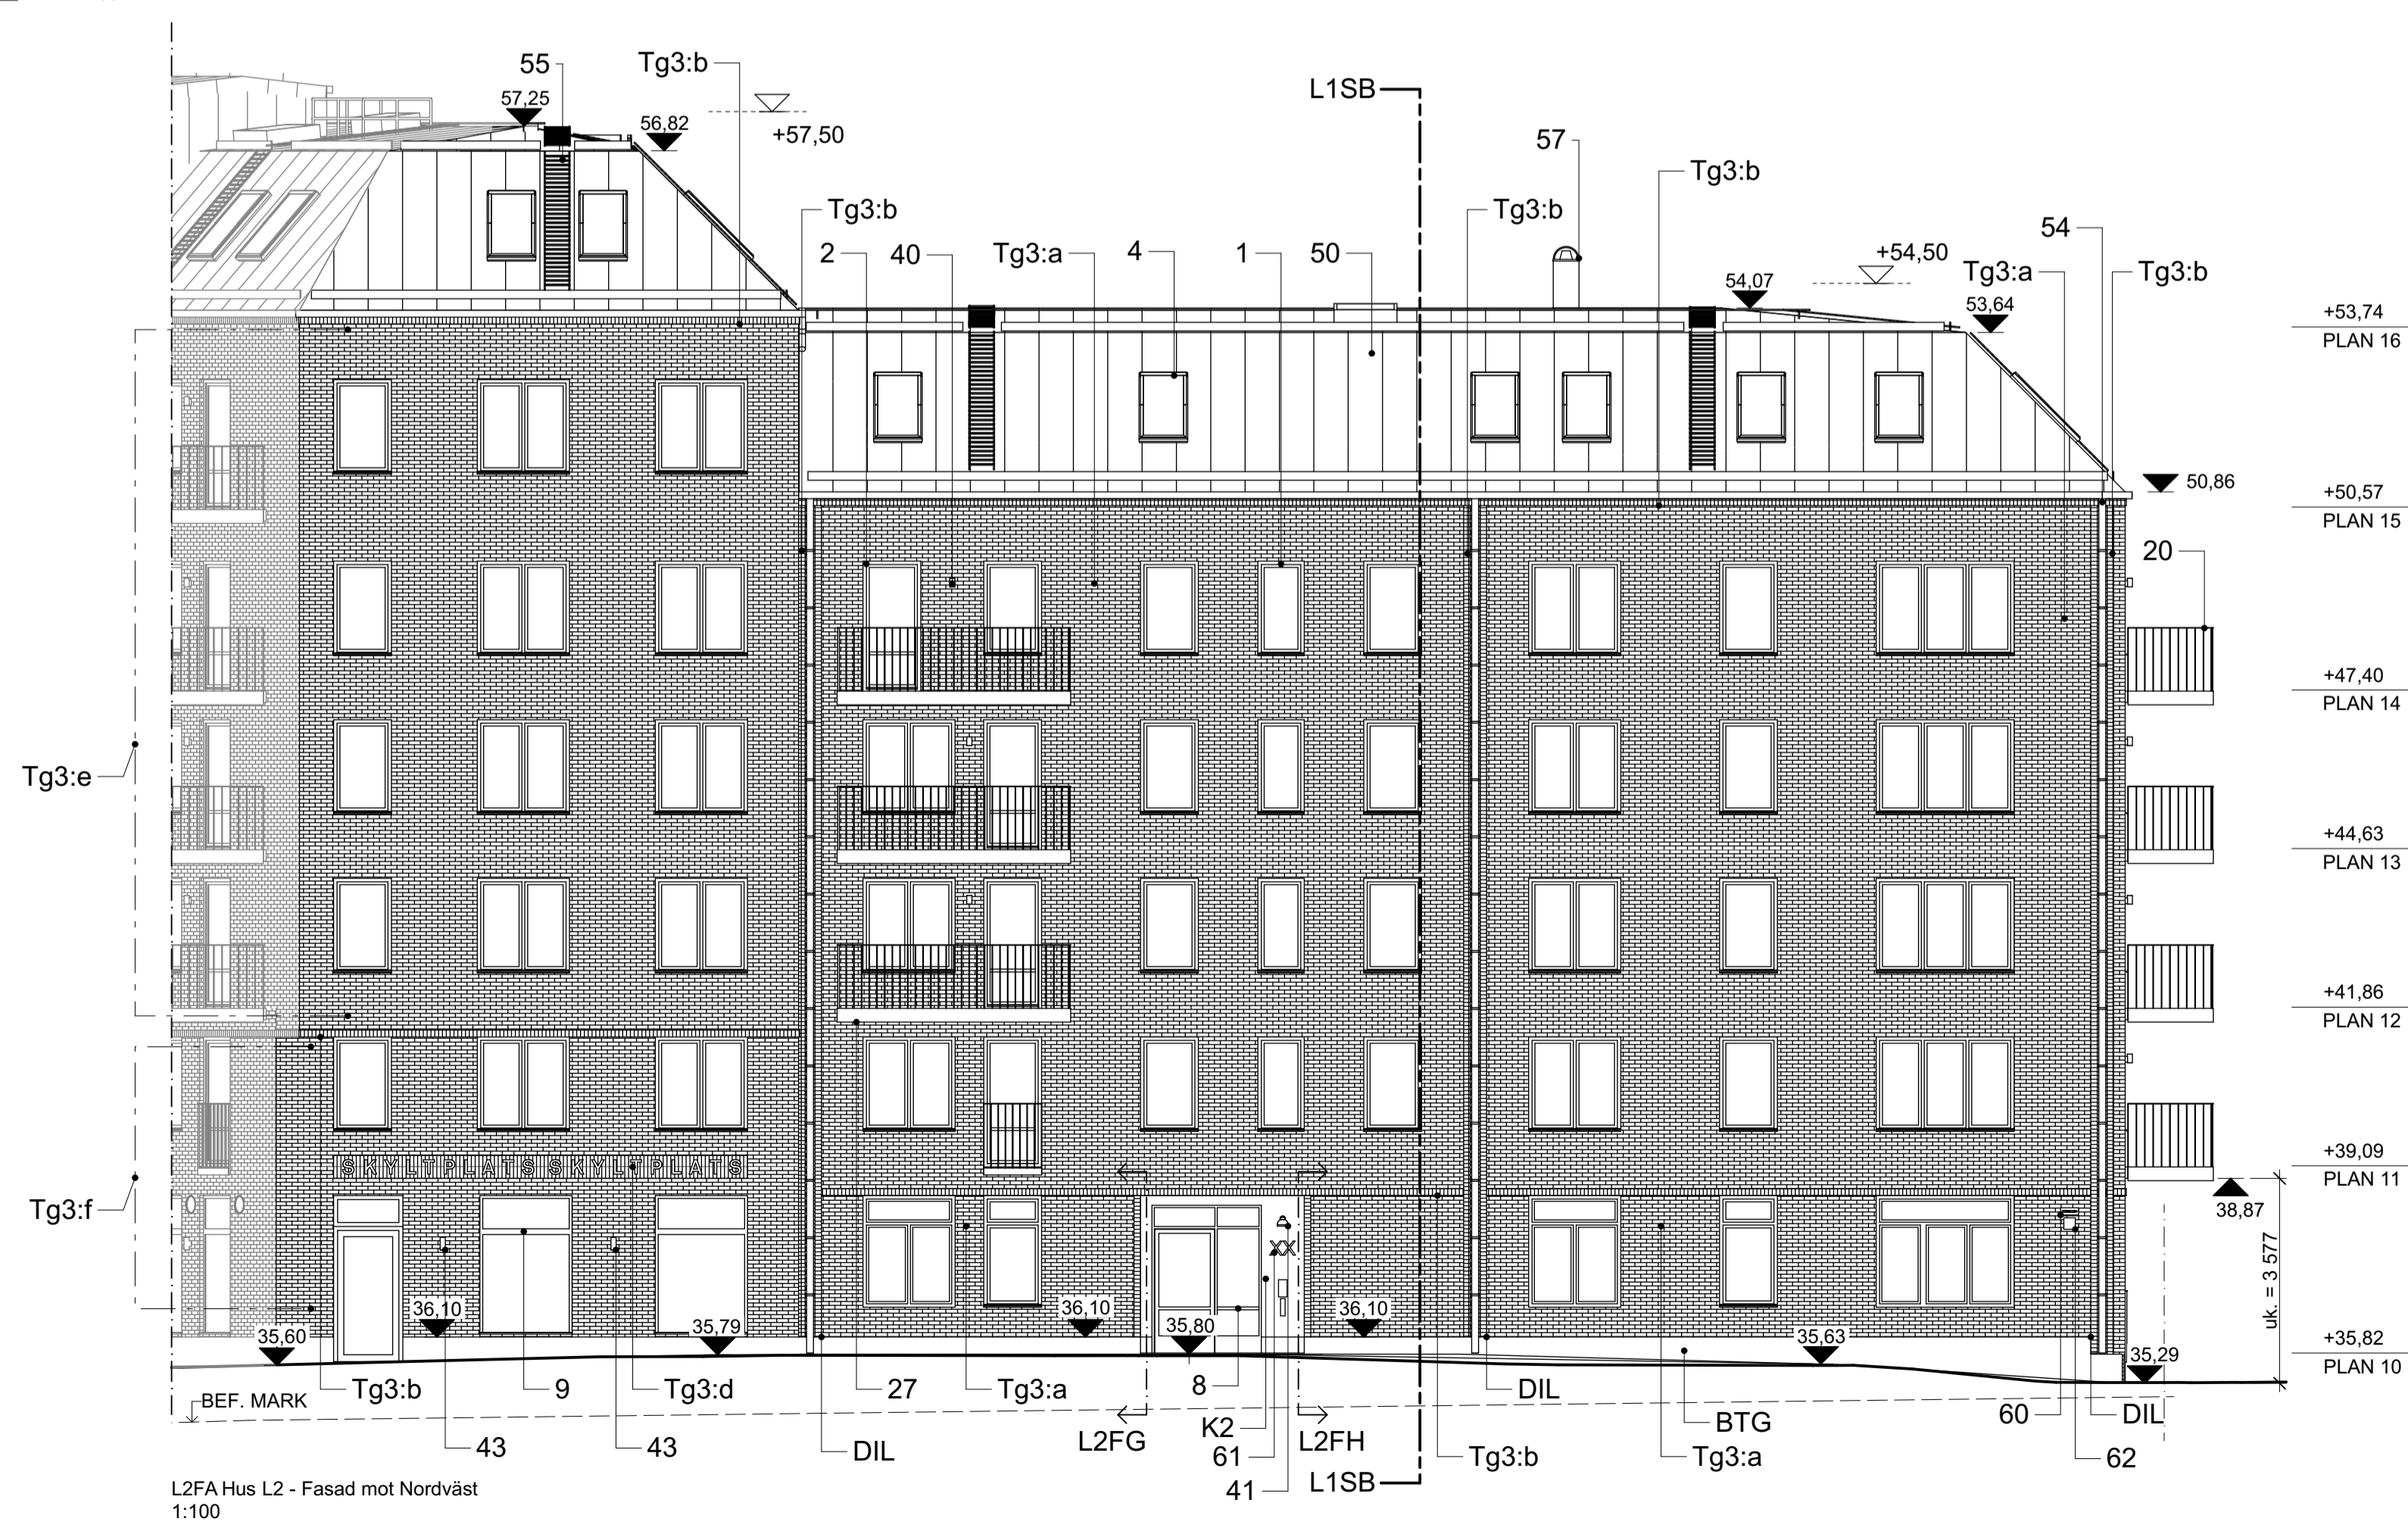 55
Tg3:b
57,25
56,82
+57,50
L1SB
57
Tg3:b
Tg3:b
Tg3:b
54
2
40
Tg3:a
4
1
50
+54,50
Tg3:a
Tg3:b
54,07
53,64
+53,74
PLAN 16
50,86
+50,57
PLAN 15
20
+47,40
PLAN 14
Tg3:e
+44,63
PLAN 13
+41,86
PLAN 12
SKYLTPLATS SKYLTPLATS
+39,09
PLAN 11
Tg3:f
38,87
XX
uk. = 3 577
36,10
36,10
36,10
35,60
35,79
35,80
35,63
35,29
+35,82
PLAN 10
BEF. MARK
Tg3:b
9
Tg3:d
27
Tg3:a
8
DIL
BTG
60
DIL
43
43
DIL
L2FG
K2
L2FH
61
Tg3:b
Tg3:a
62
41
L1SB
L2FA Hus L2 - Fasad mot Nordväst
1:100